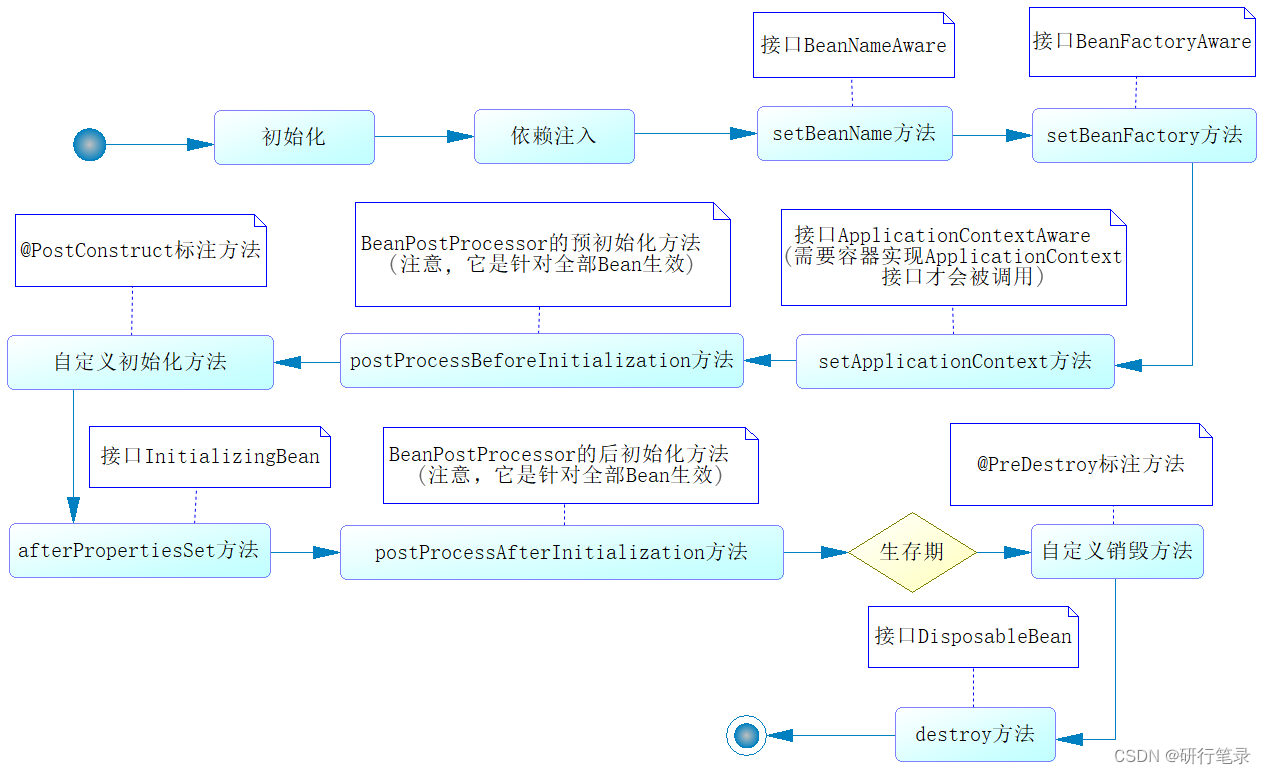 接口BeanNameAware
接口BeanFactoryAware
初始化
依赖注入
setBeanName方法
setBeanFactory方法
@PostConstruct标注方法
BeanPostProcessor的预初始化方法
(注意，它是针对全部Bean生效)
接口ApplicationContextAware
(需要容器实现ApplicationContext
接口才会被调用)
自定义初始化方法
postProcessBeforeInitialization方法
setApplicationContext方法
接口InitializingBean
BeanPostProcessor的后初始化方法
(注意，它是针对全部Bean生效)
@PreDestroy标注方法
afterPropertiesSet方法
postProcessAfterInitialization方法
生存期
自定义销毁方法
接口DisposableBean
destroy方法
CSDN @研行笔录